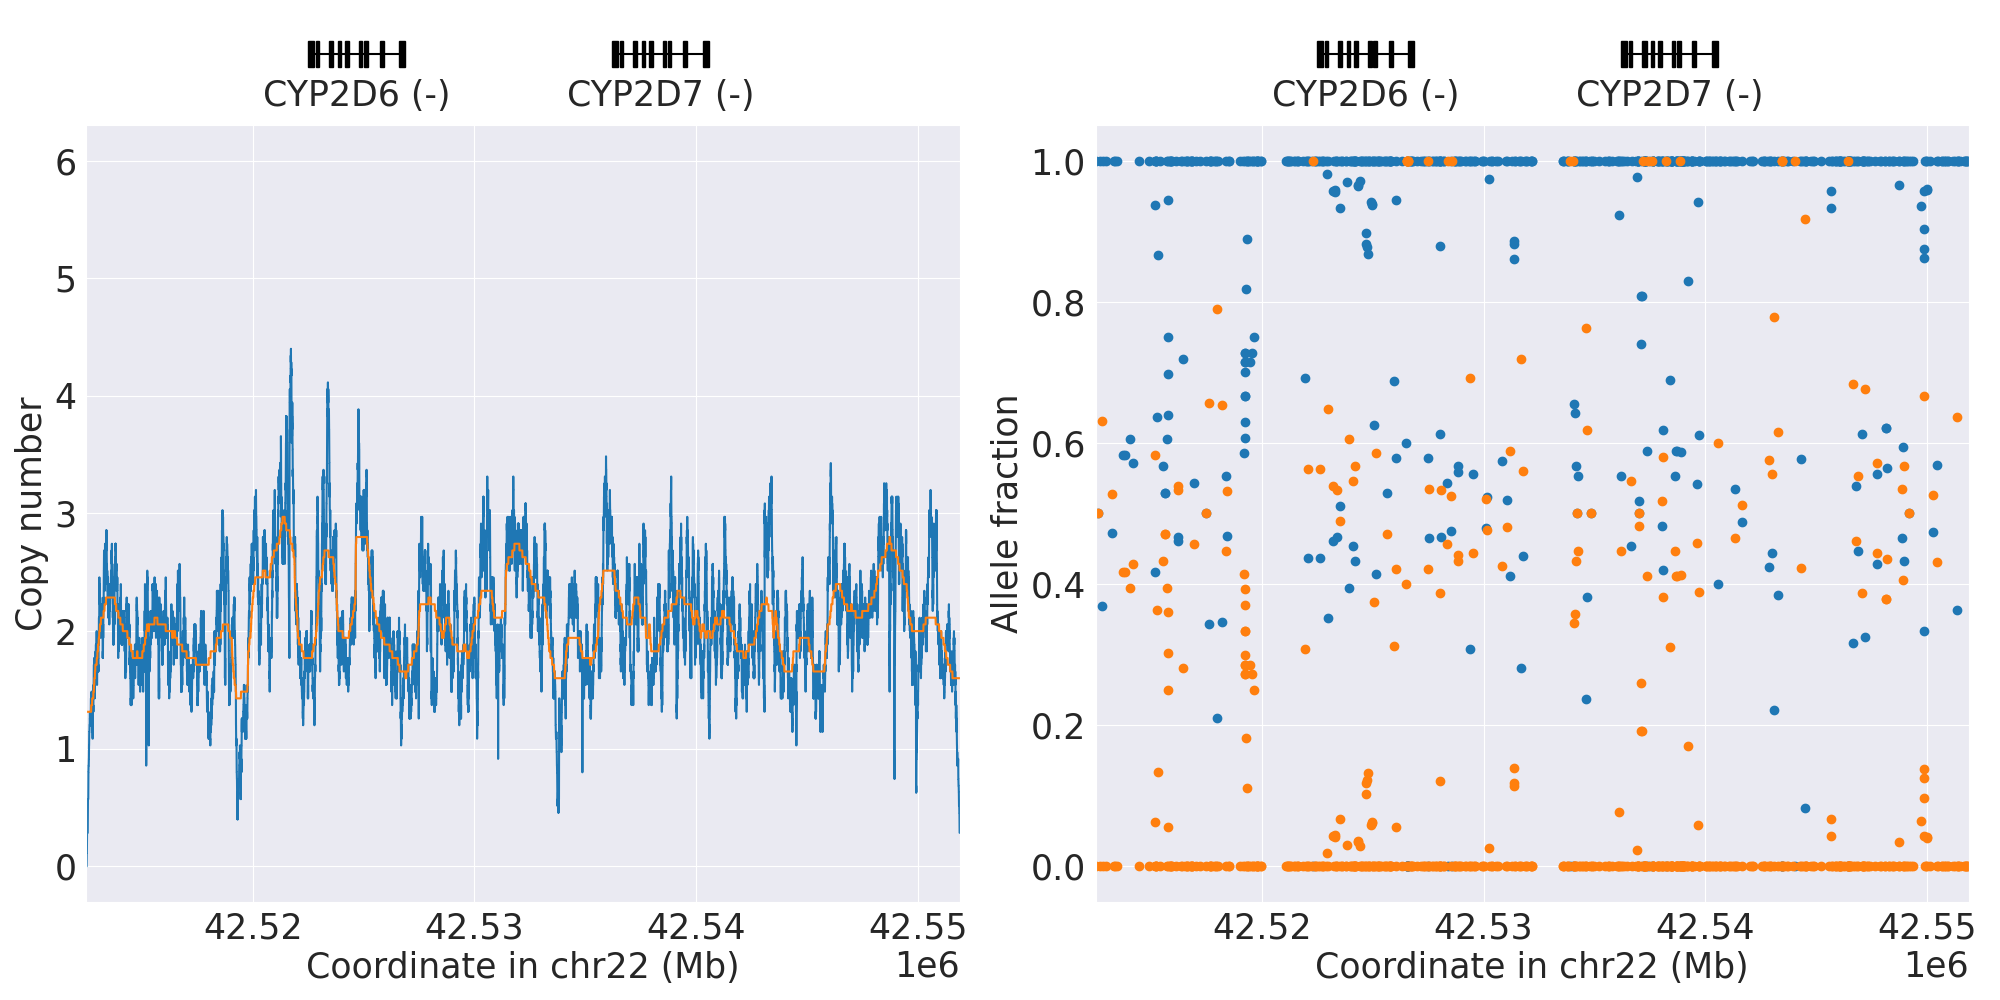 CYP2D6 (-) CYP2D7 (-)
6
5
4
3
2
1
0
Copy number
42.52 42.53 42.54 42.55
Coordinate in chr22 (Mb) 1e6
CYP2D6 (-) CYP2D7 (-)
1.0
0.8
0.6
0.4
0.2
0.0
Allele fraction
42.52 42.53 42.54 42.55
Coordinate in chr22 (Mb) 1e6